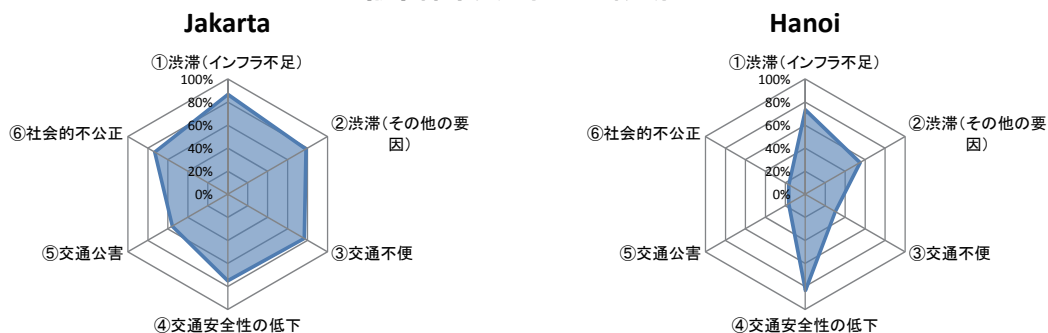 Jakarta
①渋滞(インフラ不足)
100%
80%
60%
40%
20%
0%
②渋滞(その他の要
因)
③交通不便
④交通安全性の低下
⑤交通公害
⑥社会的不公正
Hanoi
①渋滞(インフラ不足)
100%
80%
60%
40%
20%
0%
②渋滞(その他の要
因)
③交通不便
④交通安全性の低下
⑤交通公害
⑥社会的不公正